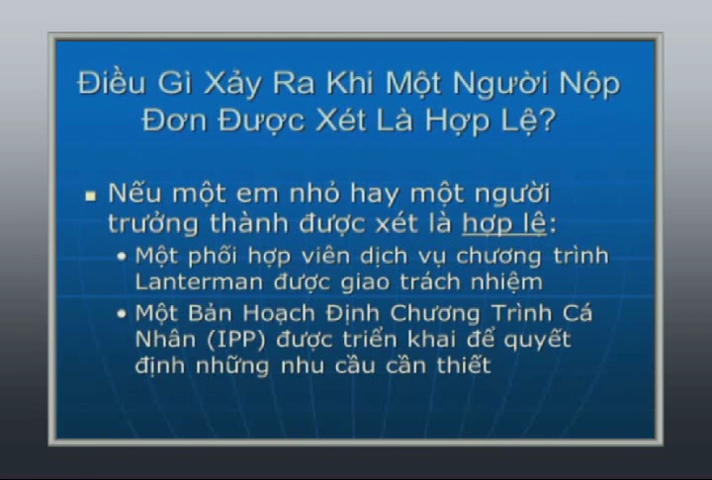 Điều Gì Xảy Ra Khi Một Người Nộp
Đơn Được Xét Là Hợp Lệ?
Nếu một em nhỏ hay một người
trưởng thành được xét là hợp lệ:
• Một phối hợp viên dịch vụ chương trình
Lanterman được giao trách nhiệm
• Một Bản Hoạch Định Chương Trình Cá
Nhân (IPP) được triển khai để quyết
định những nhu cầu cần thiết